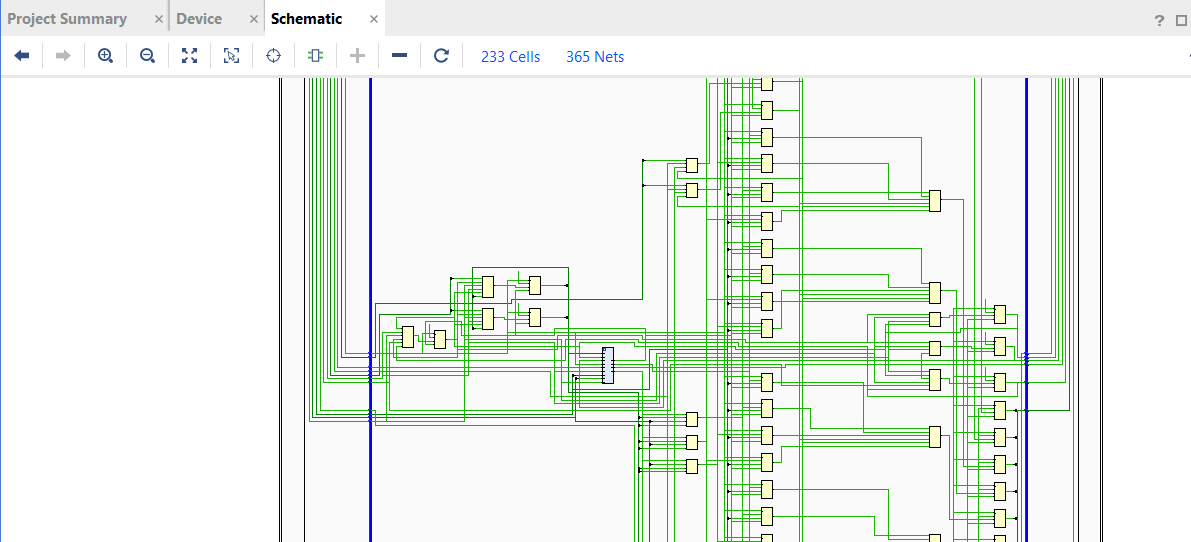 Project Summary × Device × Schematic ×
?
233 Cells 365 Nets